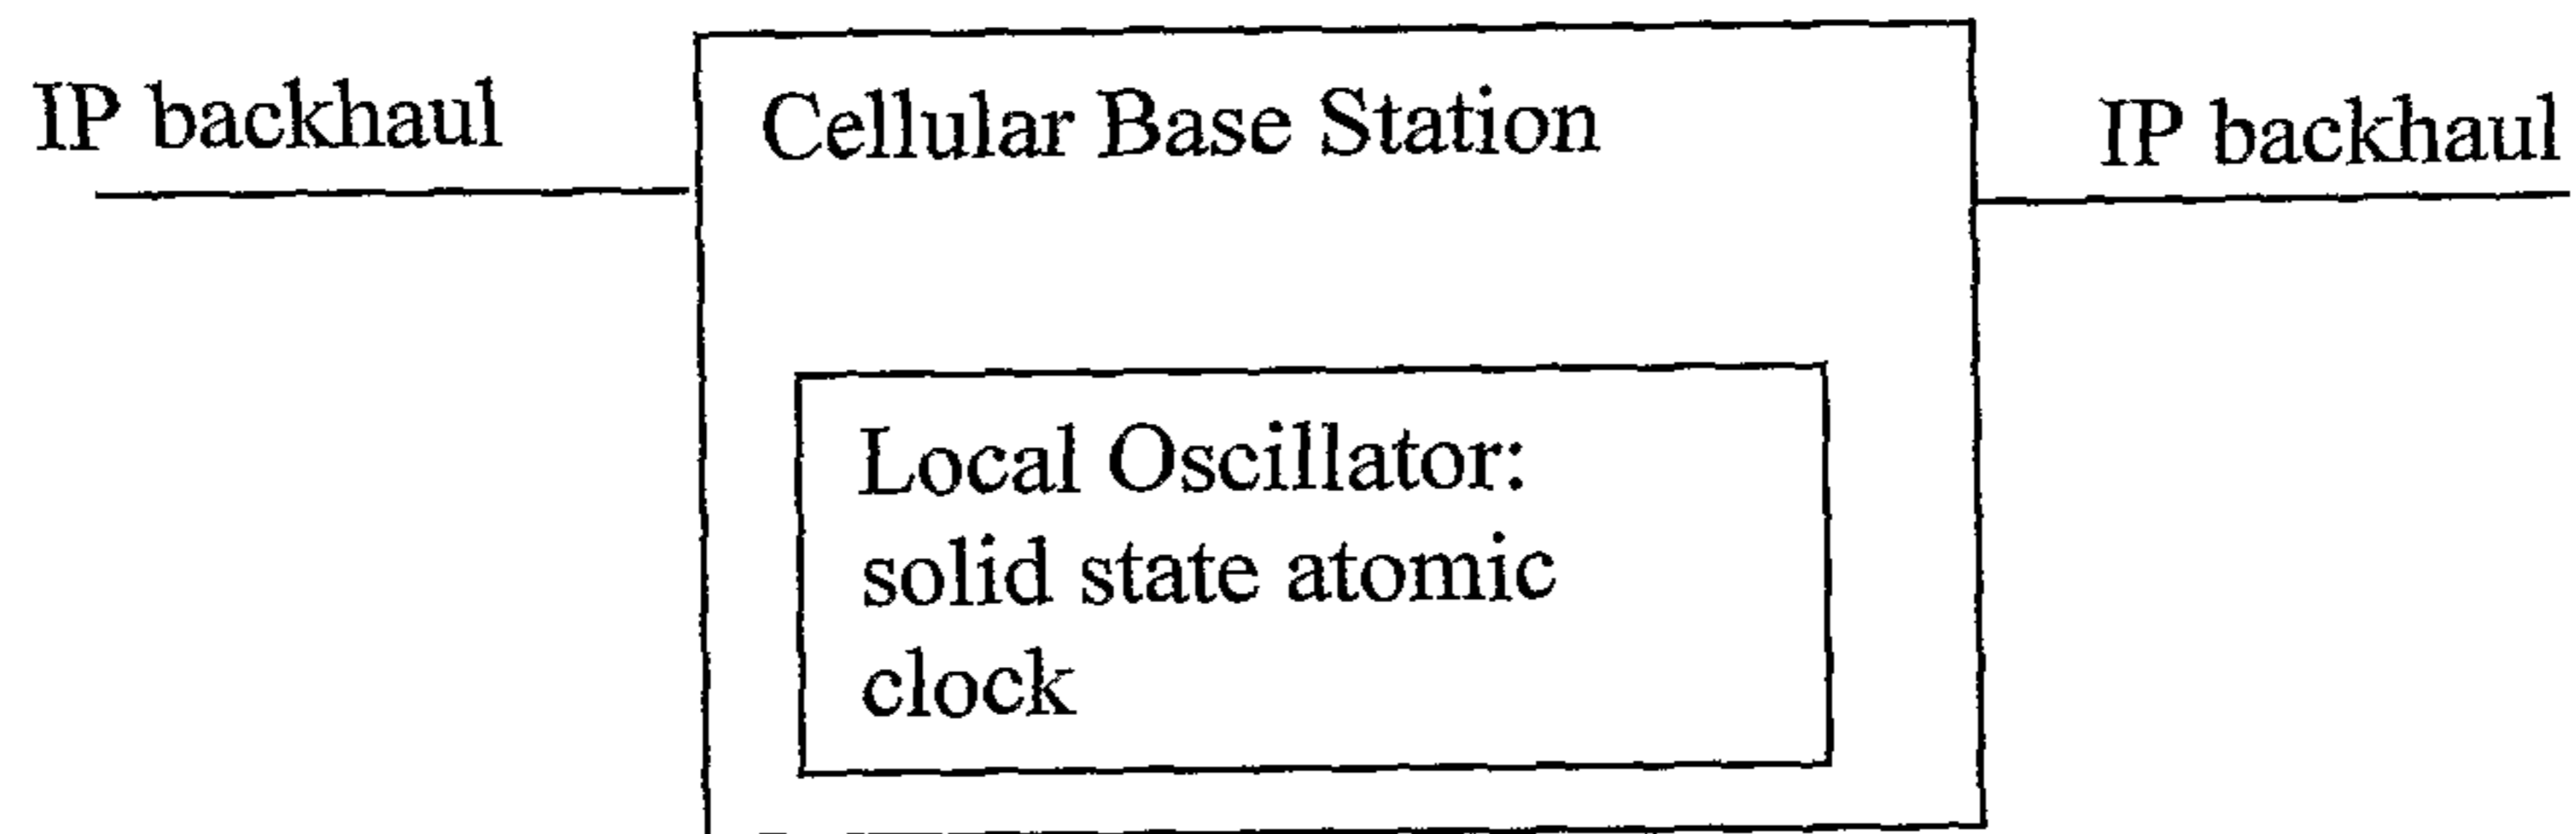 IP backhaul
Cellular Base Station
IP backhaul
Local Oscillator:
solid state atomic
clock